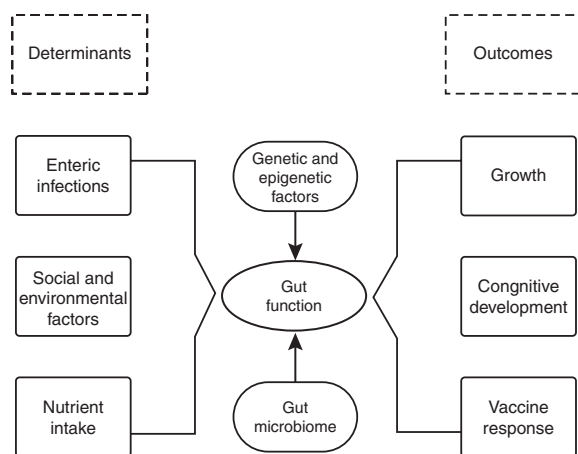 Determinants
Outcomes
Enteric
infections
Genetic and
epigenetic
factors
Growth
Social and
environmental
factors
Gut
function
Congnitive
development
Nutrient
intake
Gut
microbiome
Vaccine
response